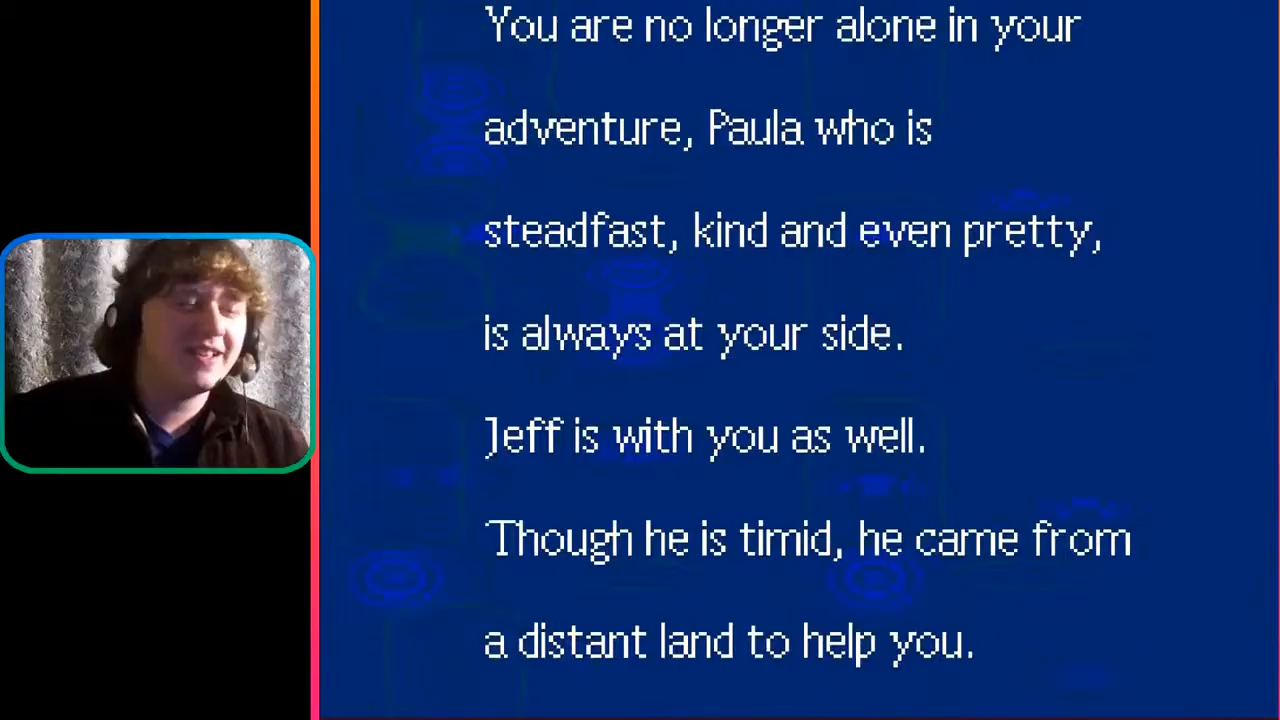 You are no longer alone in your
adventure, Paula who is
steadfast, kind and even pretty,
is always at your side.
Jeff is with you as well.
Though he is timid, he came from
a distant land to help you.